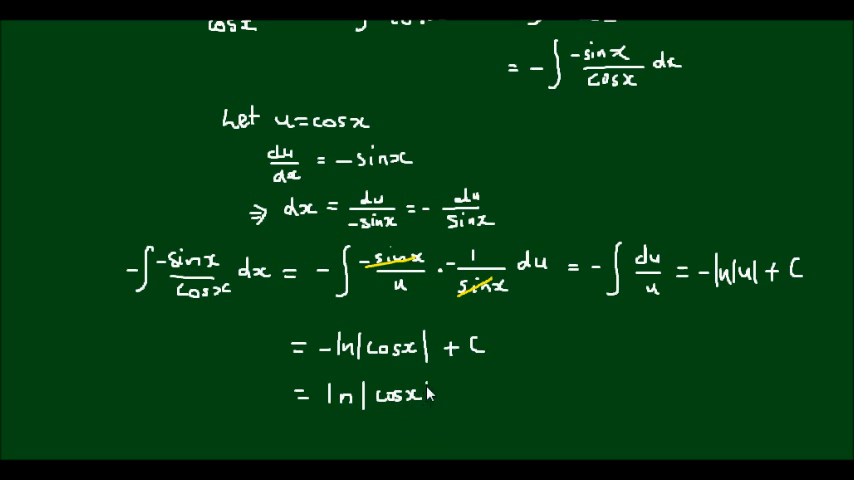 cosx
= - ∫ -sinx/cosx dx
Let u=cosx
du/dx = -sinx
⇒ dx = du/-sinx = - du/sinx
-∫ -sinx/cosx dx = - ∫ -sinx/u · - 1/sinx du = - ∫ du/u = -ln|u| + C
= -ln|cosx| + C
= ln|cosx